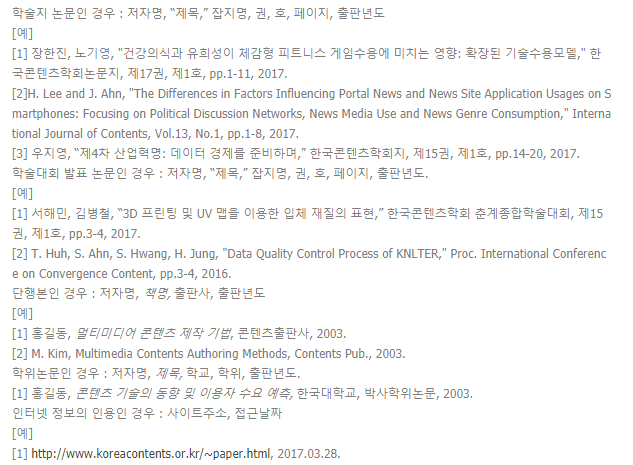 학술지 논문인 경우 : 저자명, “제목,” 잡지명, 권, 호, 페이지, 출판년도
[예]
[1] 장한진, 노기영, "건강의식과 유희성이 체감형 피트니스 게임수용에 미치는 영향: 확장된 기술수용모델," 한
국콘텐츠학회논문지, 제17권, 제1호, pp.1-11, 2017.
[2]H. Lee and J. Ahn, "The Differences in Factors Influencing Portal News and News Site Application Usages on S
martphones: Focusing on Political Discussion Networks, News Media Use and News Genre Consumption," Interna
tional Journal of Contents, Vol.13, No.1, pp.1-8, 2017.
[3] 우지영, “제4차 산업혁명: 데이터 경제를 준비하며,” 한국콘텐츠학회지, 제15권, 제1호, pp.14-20, 2017.
학술대회 발표 논문인 경우 : 저자명, “제목,” 잡지명, 권, 호, 페이지, 출판년도.
[예]
[1] 서해민, 김병철, “3D 프린팅 및 UV 맵을 이용한 입체 재질의 표현,” 한국콘텐츠학회 춘계종합학술대회, 제15
권, 제1호, pp.3-4, 2017.
[2] T. Huh, S. Ahn, S. Hwang, H. Jung, "Data Quality Control Process of KNLTER," Proc. International Conferenc
e on Convergence Content, pp.3-4, 2016.
단행본인 경우 : 저자명, 책명, 출판사, 출판년도
[예]
[1] 홍길동, 멀티미디어 콘텐츠 제작 기법, 콘텐츠출판사, 2003.
[2] M. Kim, Multimedia Contents Authoring Methods, Contents Pub., 2003.
학위논문인 경우 : 저자명, 제목, 학교, 학위, 출판년도.
[1] 홍길동, 콘텐츠 기술의 동향 및 이용자 수요 예측, 한국대학교, 박사학위논문, 2003.
인터넷 정보의 인용인 경우 : 사이트주소, 접근날짜
[예]
[1] http://www.koreacontents.or.kr/~paper.html, 2017.03.28.